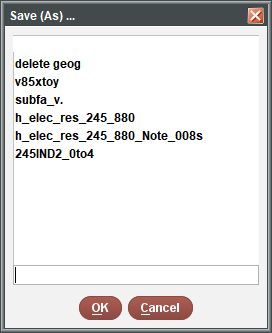 Save (As) ...
delete geog
v85xtoy
subfa_v.
h_elec_res_245_880
h_elec_res_245_880_Note_008s
245IND2_0to4
OK
Cancel